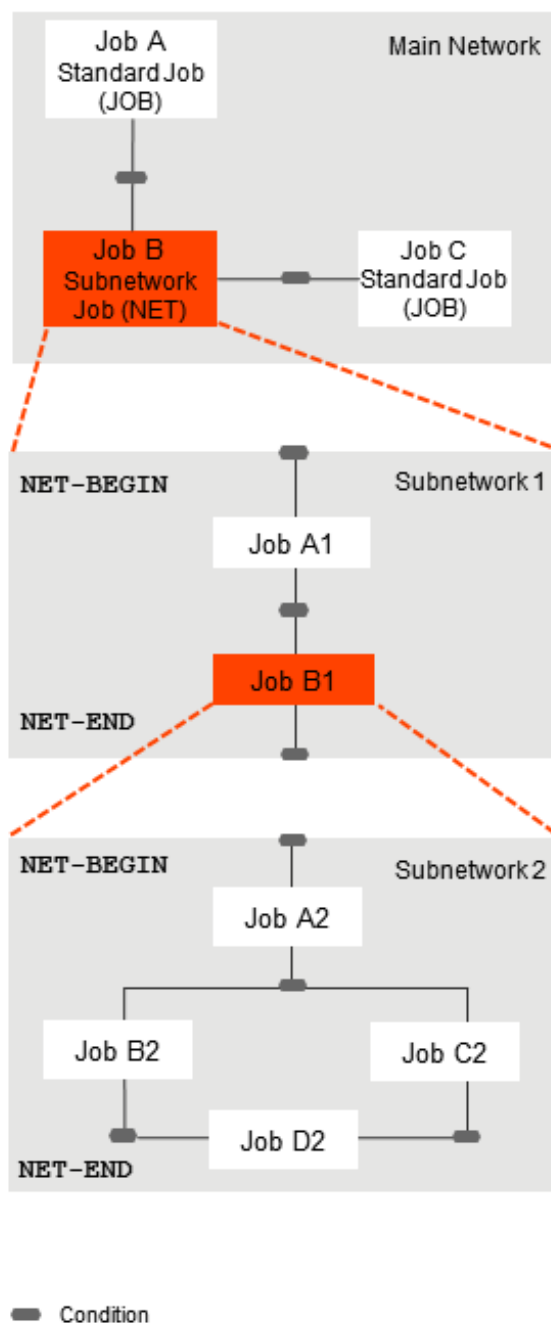 Job A
Standard Job
(JOB)
Main Network
Job B
Subnetwork
Job (NET)
Job C
Standard Job
(JOB)
NET-BEGIN
Subnetwork 1
Job A1
Job B1
NET-END
NET-BEGIN
Subnetwork 2
Job A2
Job B2
Job C2
Job D2
NET-END
Condition